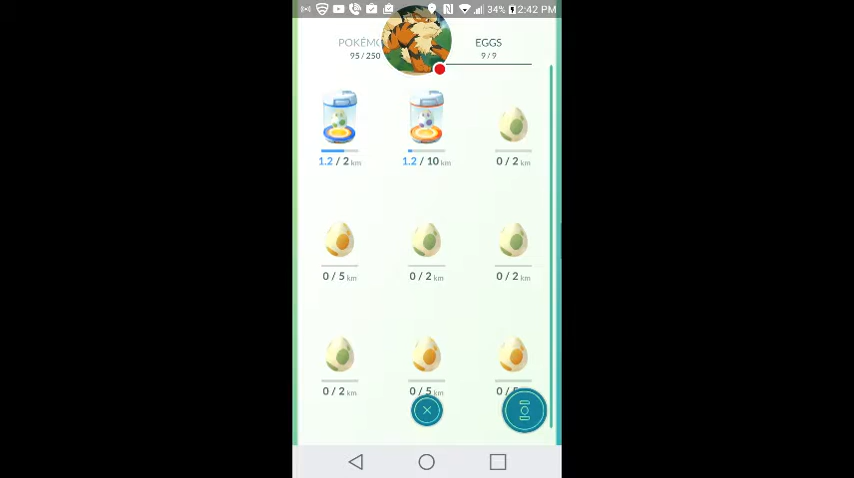 34% 2:42 PM
EGGS
95 / 250
9 / 9
1.2 / 2 km
1.2 / 10 km
0 / 2 km
0 / 5 km
0 / 2 km
0 / 2 km
0 / 2 km
0 / 5 km
0 /